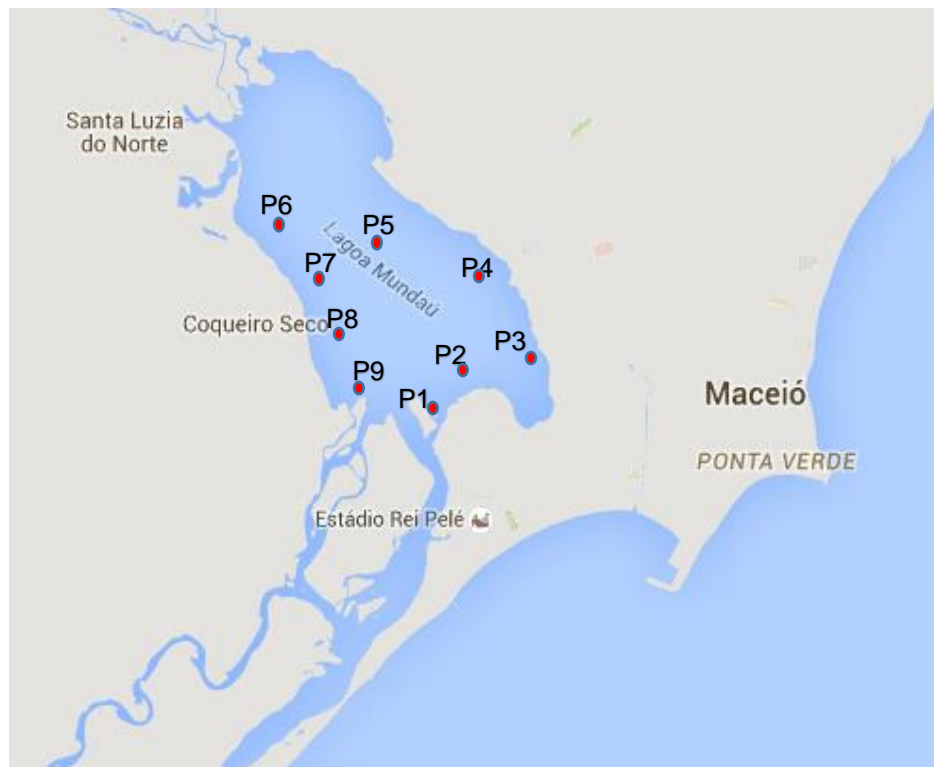 Santa Luzia
do Norte
P6
P5
Lagoa Mundaú
P7
P4
Coqueiro Seco
P8
P3
P2
P9
P1
Maceió
PONTA VERDE
Estádio Rei Pelé